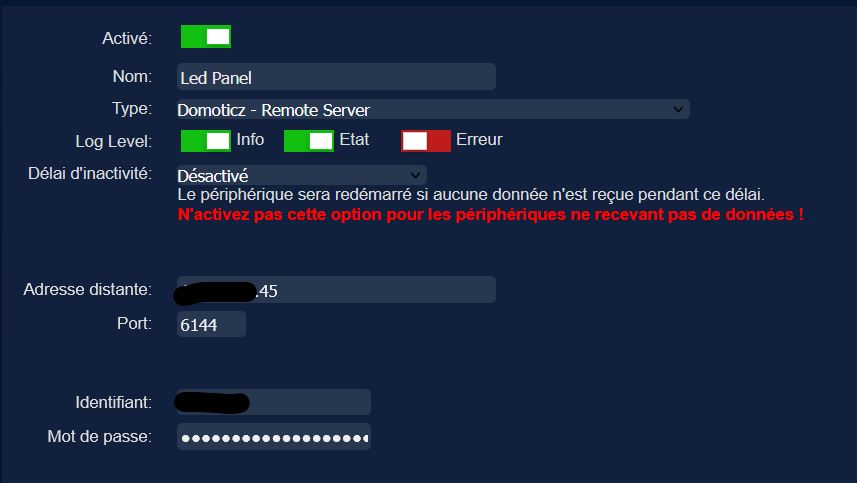 Activé:
Nom: Led Panel
Type: Domoticz - Remote Server
Log Level: Info Etat Erreur
Délai d'inactivité: Désactivé
Le périphérique sera redémarré si aucune donnée n'est reçue pendant ce délai.
N'activez pas cette option pour les périphériques ne recevant pas de données !
Adresse distante: .45
Port: 6144
Identifiant:
Mot de passe: